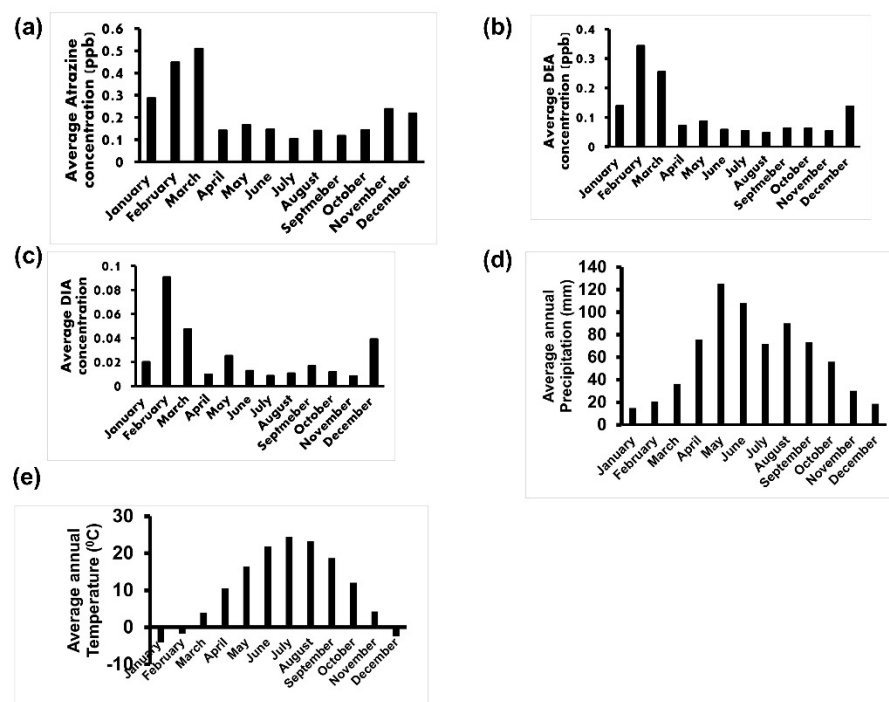 (a)
Average Atrazine
concentration (ppb)
0.6
0.5
0.4
0.3
0.2
0.1
0
January
February
March
April
May
June
July
August
Septmeber
October
November
December
(b)
Average DEA
concentration (ppb)
0.4
0.3
0.2
0.1
0
January
February
March
April
May
June
July
August
Septmeber
October
November
December
(c)
Average DIA
concentration
0.1
0.08
0.06
0.04
0.02
0
January
February
March
April
May
June
July
August
Septmeber
October
November
December
(d)
Average annual
Precipitation (mm)
140
120
100
80
60
40
20
0
January
February
March
April
May
June
July
August
September
October
November
December
(e)
Average annual
Temperature (⁰C)
30
20
10
0
-10
January
February
March
April
May
June
July
August
September
October
November
December